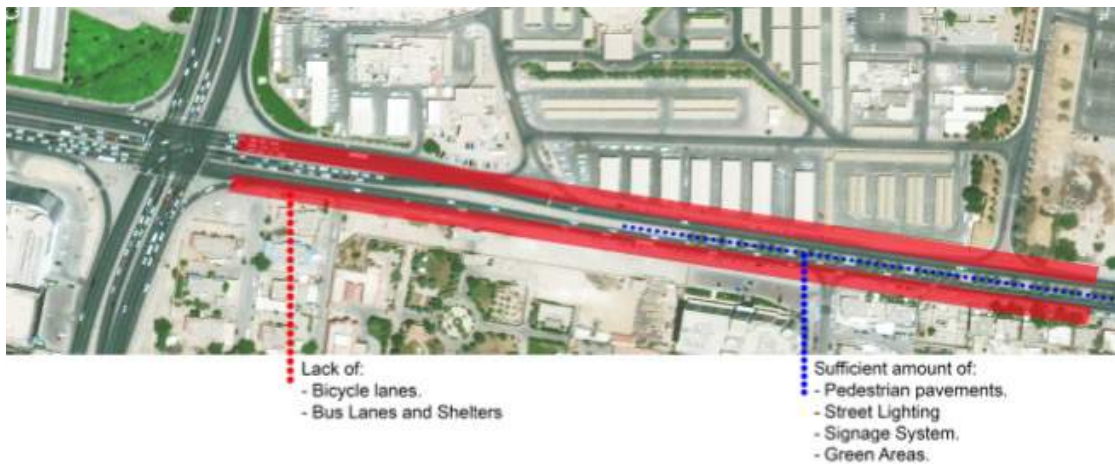 Lack of:
- Bicycle lanes.
- Bus Lanes and Shelters
Sufficient amount of:
- Pedestrian pavements.
- Street Lighting
- Signage System.
- Green Areas.